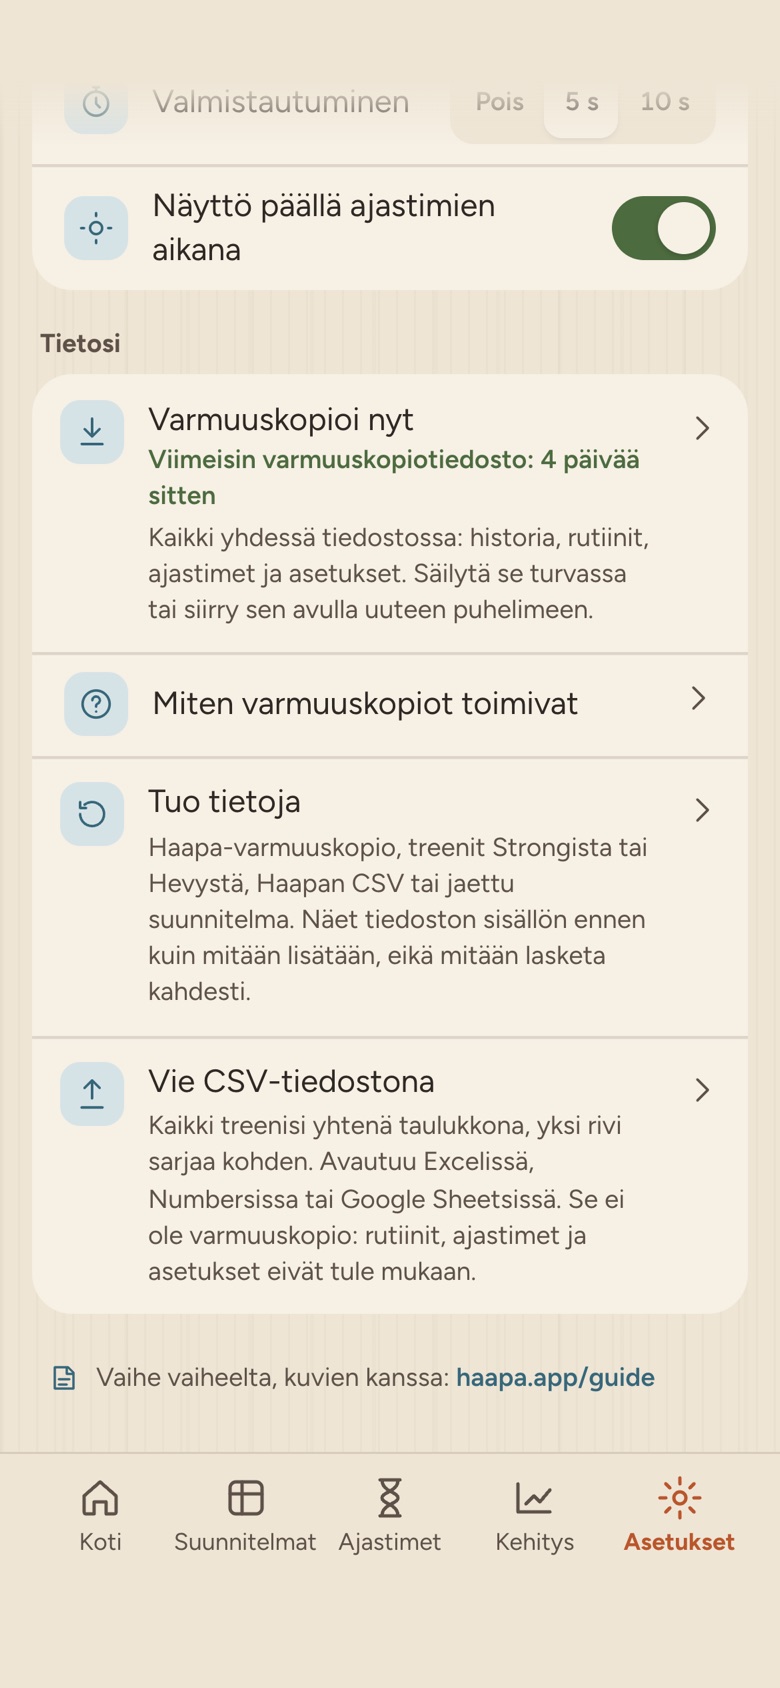 Valmistautuminen
Pois
5 s
10 s
Näyttö päällä ajastimien
aikana
Tietosi
Varmuuskopioi nyt
Viimeisin varmuuskopiotiedosto: 4 päivää
sitten
Kaikki yhdessä tiedostossa: historia, rutiinit,
ajastimet ja asetukset. Säilytä se turvassa
tai siirry sen avulla uuteen puhelimeen.
Miten varmuuskopiot toimivat
Tuo tietoja
Haapa-varmuuskopio, treenit Strongista tai
Hevystä, Haapan CSV tai jaettu
suunnitelma. Näet tiedoston sisällön ennen
kuin mitään lisätään, eikä mitään lasketa
kahdesti.
Vie CSV-tiedostona
Kaikki treenisi yhtenä taulukkona, yksi rivi
sarjaa kohden. Avautuu Excelissä,
Numbersissa tai Google Sheetsissä. Se ei
ole varmuuskopio: rutiinit, ajastimet ja
asetukset eivät tule mukaan.
Vaihe vaiheelta, kuvien kanssa: haapa.app/guide
Koti
Suunnitelmat
Ajastimet
Kehitys
Asetukset